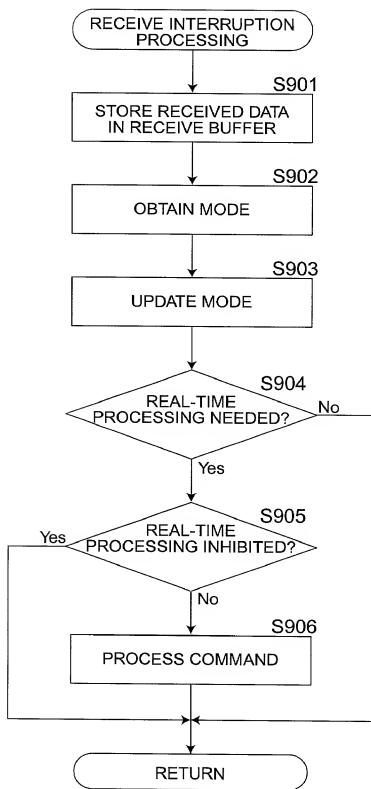 RECEIVE INTERRUPTION
PROCESSING
S901
STORE RECEIVED DATA
IN RECEIVE BUFFER
S902
OBTAIN MODE
S903
UPDATE MODE
S904
REAL-TIME
PROCESSING NEEDED?
No
Yes
S905
REAL-TIME
PROCESSING INHIBITED?
Yes
No
S906
PROCESS COMMAND
RETURN